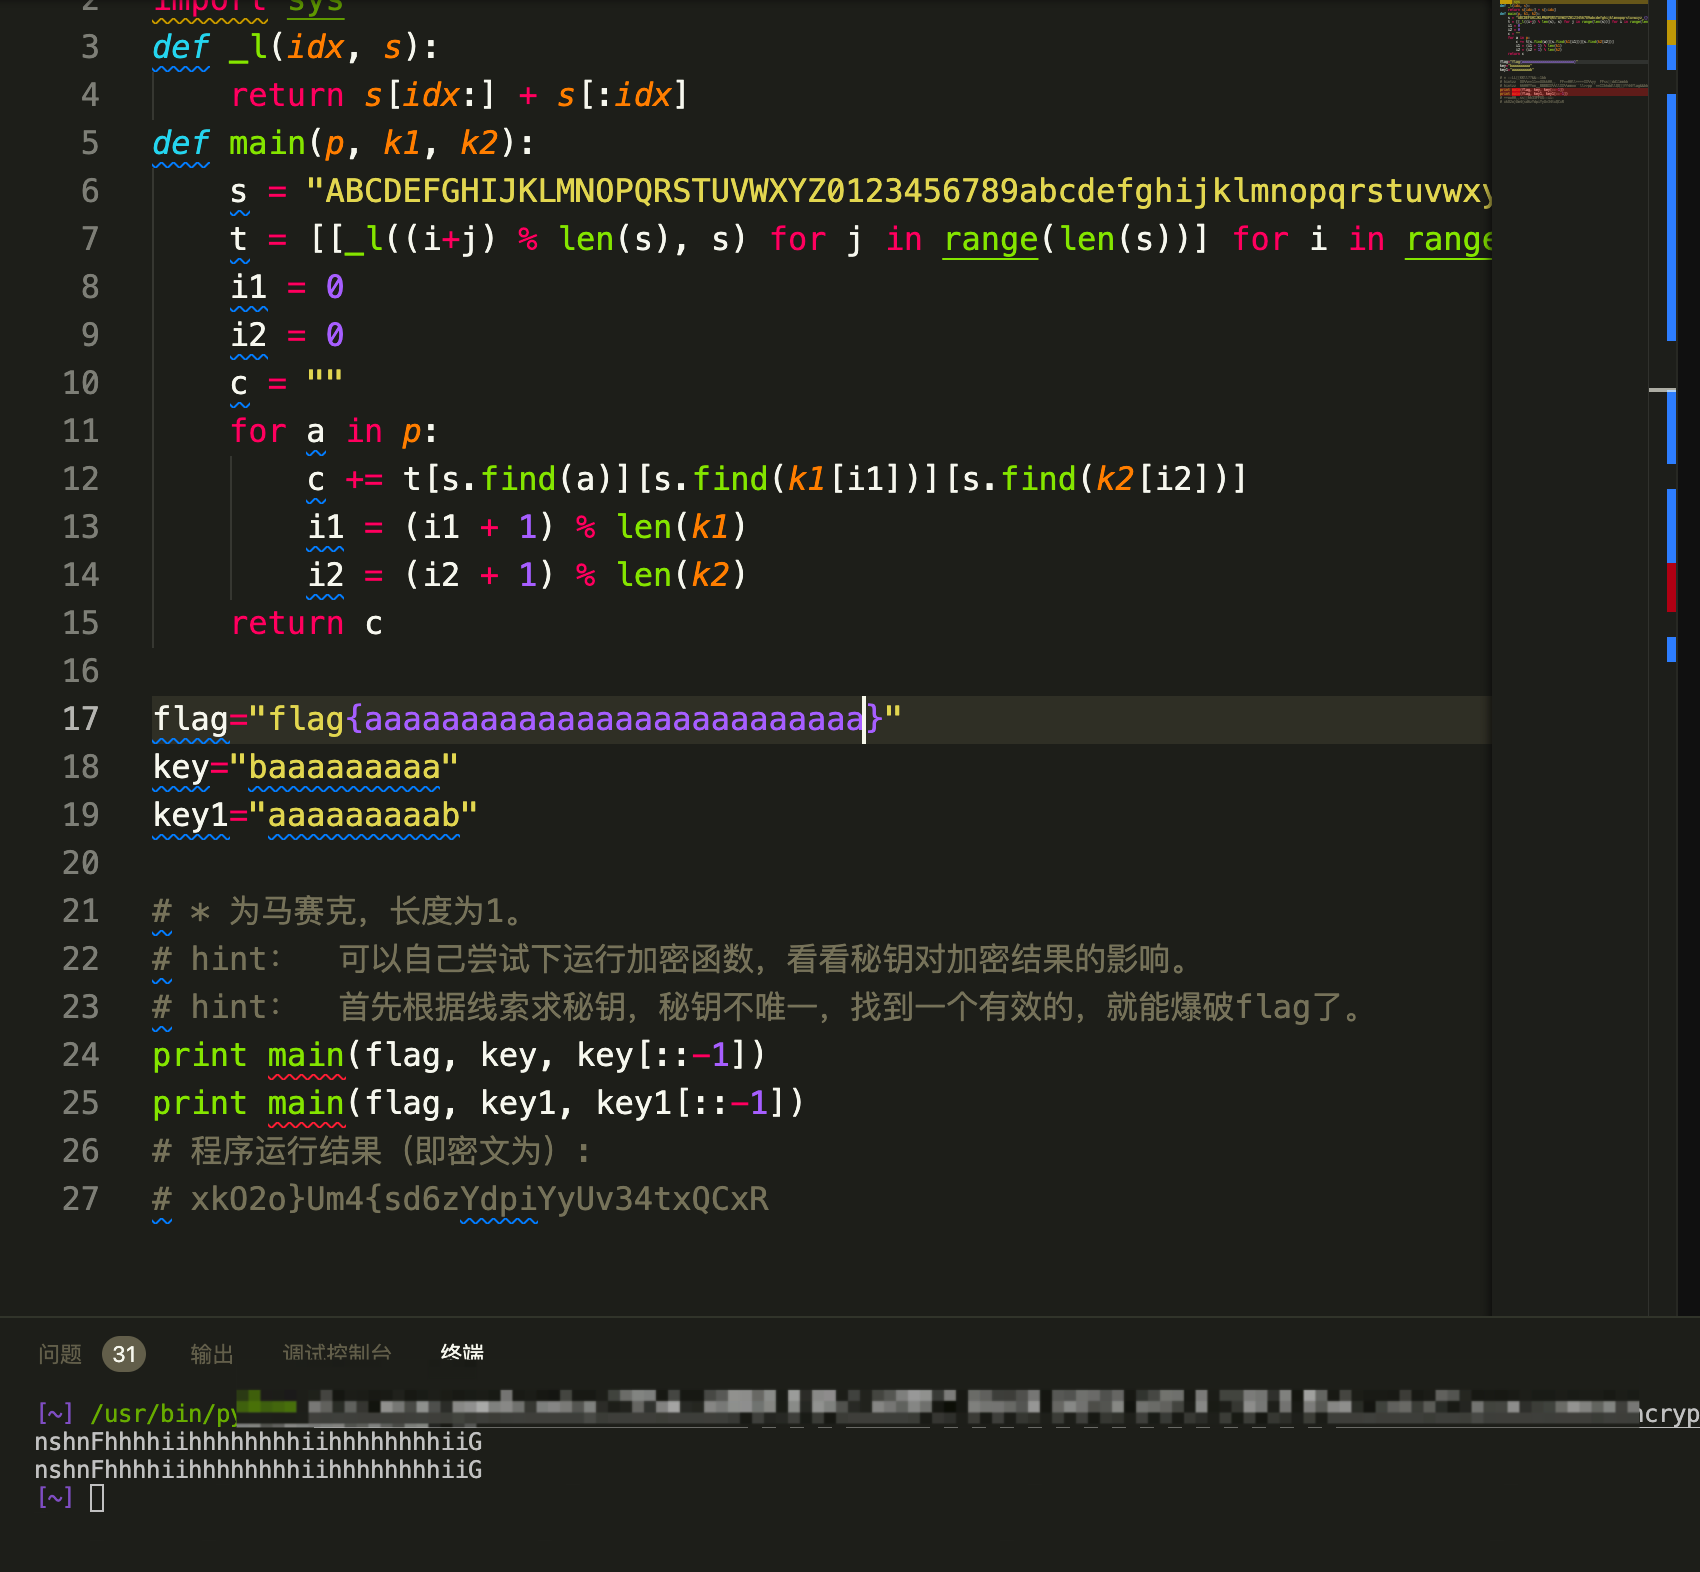 2 import sys
3 def _l(idx, s):
4 return s[idx:] + s[:idx]
5 def main(p, k1, k2):
6 s = "ABCDEFGHIJKLMNOPQRSTUVWXYZ0123456789abcdefghijklmnopqrstuvwxy
7 t = [[_l((i+j) % len(s), s) for j in range(len(s))] for i in range
8 i1 = 0
9 i2 = 0
10 c = ""
11 for a in p:
12 c += t[s.find(a)][s.find(k1[i1])][s.find(k2[i2])]
13 i1 = (i1 + 1) % len(k1)
14 i2 = (i2 + 1) % len(k2)
15 return c
16
17 flag="flag{aaaaaaaaaaaaaaaaaaaaaaaaaa}"
18 key="baaaaaaaaa"
19 key1="aaaaaaaaab"
20
21 # * 为马赛克，长度为1。
22 # hint： 可以自己尝试下运行加密函数，看看秘钥对加密结果的影响。
23 # hint： 首先根据线索求秘钥，秘钥不唯一，找到一个有效的，就能爆破flag了。
24 print main(flag, key, key[::-1])
25 print main(flag, key1, key1[::-1])
26 # 程序运行结果（即密文为）：
27 # xkO2o}Um4{sd6zYdpiYyUv34txQCxR
问题 31 输出 调试控制台 终端
[~] /usr/bin/py ncryp
nshnFhhhhiihhhhhhhhiihhhhhhhhiiG
nshnFhhhhiihhhhhhhhiihhhhhhhhiiG
[~]